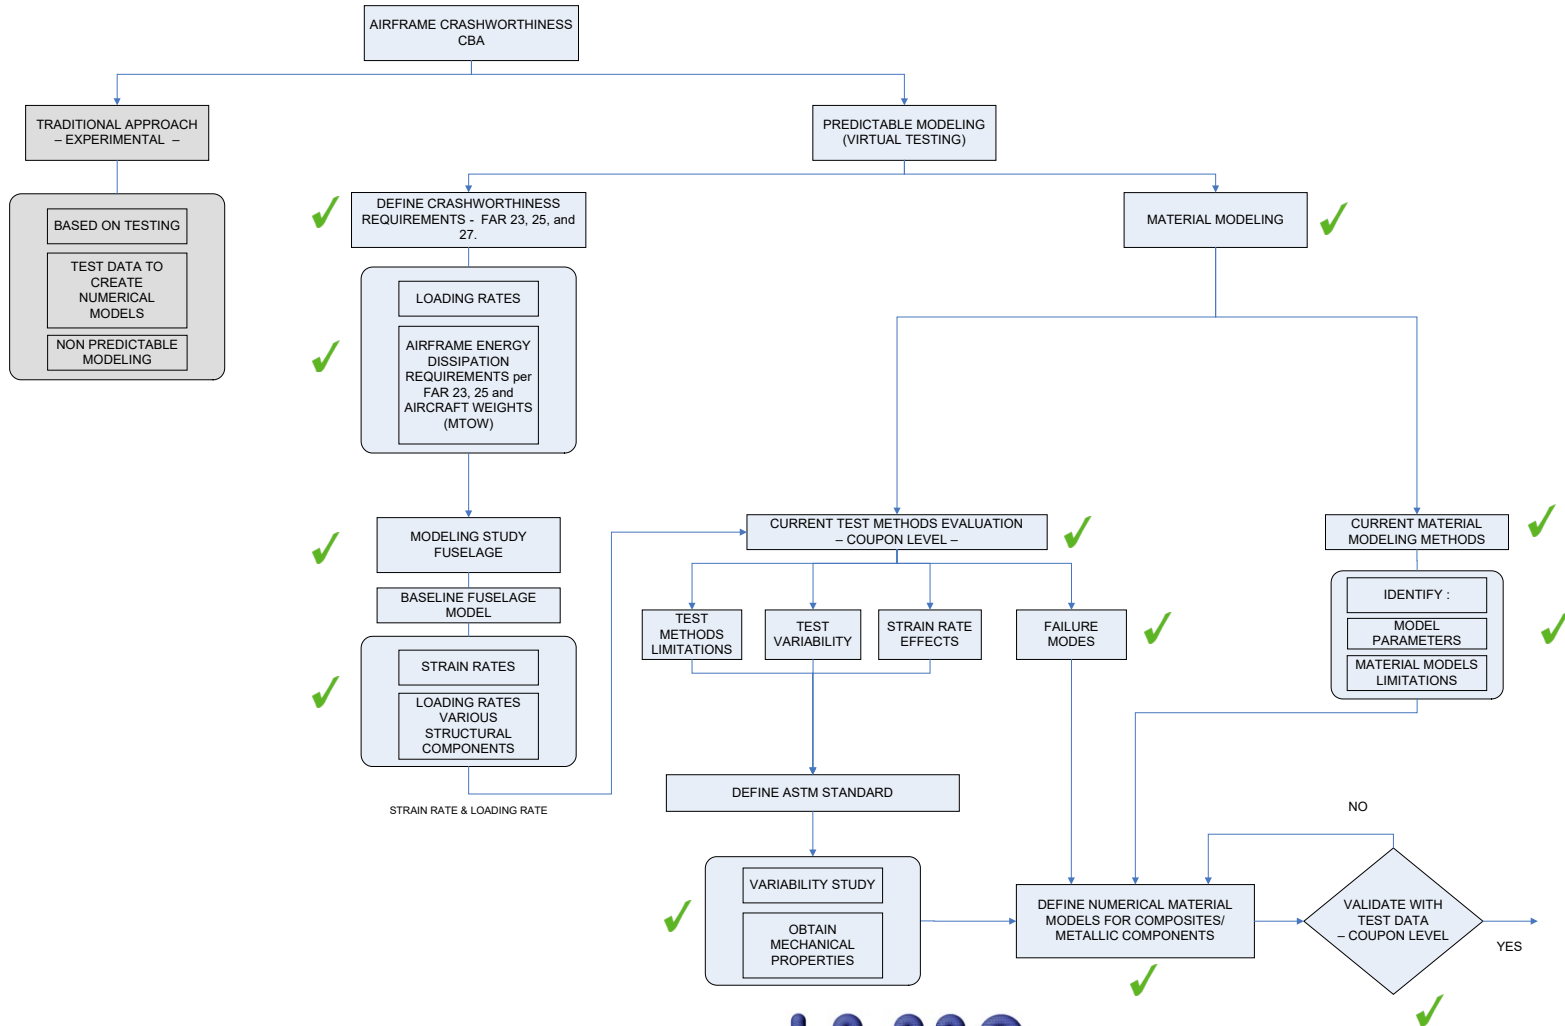 AIRFRAME CRASHWORTHINESS
CBA
TRADITIONAL APPROACH
– EXPERIMENTAL –
PREDICTABLE MODELING
(VIRTUAL TESTING)
BASED ON TESTING
TEST DATA TO
CREATE
NUMERICAL
MODELS
NON PREDICTABLE
MODELING
DEFINE CRASHWORTHINESS
REQUIREMENTS - FAR 23, 25, and
27.
MATERIAL MODELING
LOADING RATES
AIRFRAME ENERGY
DISSIPATION
REQUIREMENTS per
FAR 23, 25 and
AIRCRAFT WEIGHTS
(MTOW)
MODELING STUDY
FUSELAGE
BASELINE FUSELAGE
MODEL
STRAIN RATES
LOADING RATES
VARIOUS
STRUCTURAL
COMPONENTS
STRAIN RATE & LOADING RATE
CURRENT TEST METHODS EVALUATION
– COUPON LEVEL –
TEST
METHODS
LIMITATIONS
TEST
VARIABILITY
STRAIN RATE
EFFECTS
FAILURE
MODES
CURRENT MATERIAL
MODELING METHODS
IDENTIFY :
MODEL
PARAMETERS
MATERIAL MODELS
LIMITATIONS
DEFINE ASTM STANDARD
VARIABILITY STUDY
OBTAIN
MECHANICAL
PROPERTIES
DEFINE NUMERICAL MATERIAL
MODELS FOR COMPOSITES/
METALLIC COMPONENTS
NO
VALIDATE WITH
TEST DATA
– COUPON LEVEL
YES